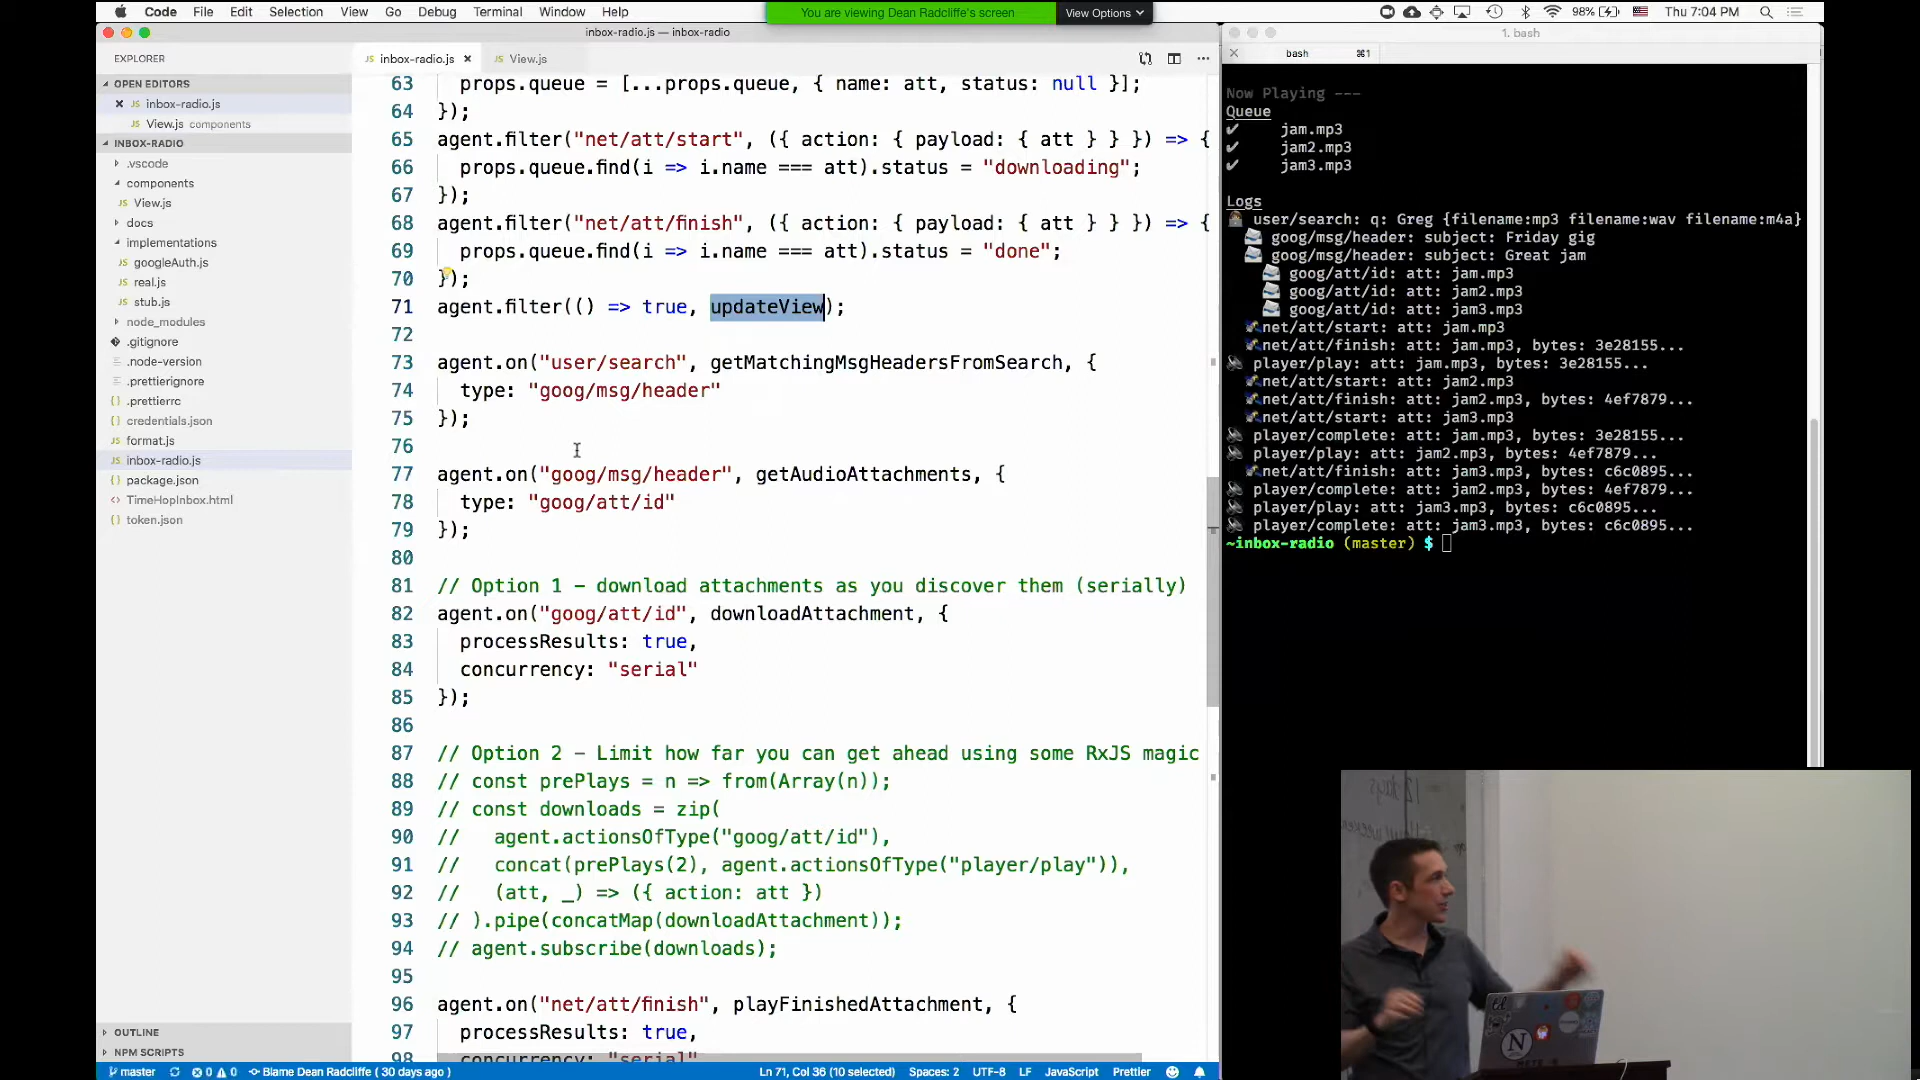 Code File Edit Selection View Go Debug Terminal Window Help
You are viewing Dean Radcliffe's screen
View Options
98%
Thu 7:04 PM
inbox-radio.js — inbox-radio
1. bash
EXPLORER
inbox-radio.js
View.js
bash
⌘1
OPEN EDITORS
inbox-radio.js
View.js components
INBOX-RADIO
.vscode
components
View.js
docs
implementations
googleAuth.js
real.js
stub.js
node_modules
.gitignore
.node-version
.prettierignore
.prettierrc
credentials.json
format.js
inbox-radio.js
package.json
TimeHopInbox.html
token.json
OUTLINE
NPM SCRIPTS
63 props.queue = [...props.queue, { name: att, status: null }];
64 });
65 agent.filter("net/att/start", ({ action: { payload: { att } } }) => {
66 props.queue.find(i => i.name === att).status = "downloading";
67 });
68 agent.filter("net/att/finish", ({ action: { payload: { att } } }) => {
69 props.queue.find(i => i.name === att).status = "done";
70 });
71 agent.filter(() => true, updateView);
72
73 agent.on("user/search", getMatchingMsgHeadersFromSearch, {
74 type: "goog/msg/header"
75 });
76
77 agent.on("goog/msg/header", getAudioAttachments, {
78 type: "goog/att/id"
79 });
80
81 // Option 1 – download attachments as you discover them (serially)
82 agent.on("goog/att/id", downloadAttachment, {
83 processResults: true,
84 concurrency: "serial"
85 });
86
87 // Option 2 – Limit how far you can get ahead using some RxJS magic
88 // const prePlays = n => from(Array(n));
89 // const downloads = zip(
90 // agent.actionsOfType("goog/att/id"),
91 // concat(prePlays(2), agent.actionsOfType("player/play")),
92 // (att, _) => ({ action: att })
93 // ).pipe(concatMap(downloadAttachment));
94 // agent.subscribe(downloads);
95
96 agent.on("net/att/finish", playFinishedAttachment, {
97 processResults: true,
98 concurrency: "serial"
Now Playing ---
Queue
✔ jam.mp3
✔ jam2.mp3
✔ jam3.mp3
Logs
user/search: q: Greg {filename:mp3 filename:wav filename:m4a}
goog/msg/header: subject: Friday gig
goog/msg/header: subject: Great jam
goog/att/id: att: jam.mp3
goog/att/id: att: jam2.mp3
goog/att/id: att: jam3.mp3
net/att/start: att: jam.mp3
net/att/finish: att: jam.mp3, bytes: 3e28155...
player/play: att: jam.mp3, bytes: 3e28155...
net/att/start: att: jam2.mp3
net/att/finish: att: jam2.mp3, bytes: 4ef7879...
net/att/start: att: jam3.mp3
player/complete: att: jam.mp3, bytes: 3e28155...
player/play: att: jam2.mp3, bytes: 4ef7879...
net/att/finish: att: jam3.mp3, bytes: c6c0895...
player/complete: att: jam2.mp3, bytes: 4ef7879...
player/play: att: jam3.mp3, bytes: c6c0895...
player/complete: att: jam3.mp3, bytes: c6c0895...
~inbox-radio (master) $
12 days
N
master 0 0 Blame Dean Radcliffe ( 30 days ago ) Ln 71, Col 36 (10 selected) Spaces: 2 UTF-8 LF JavaScript Prettier